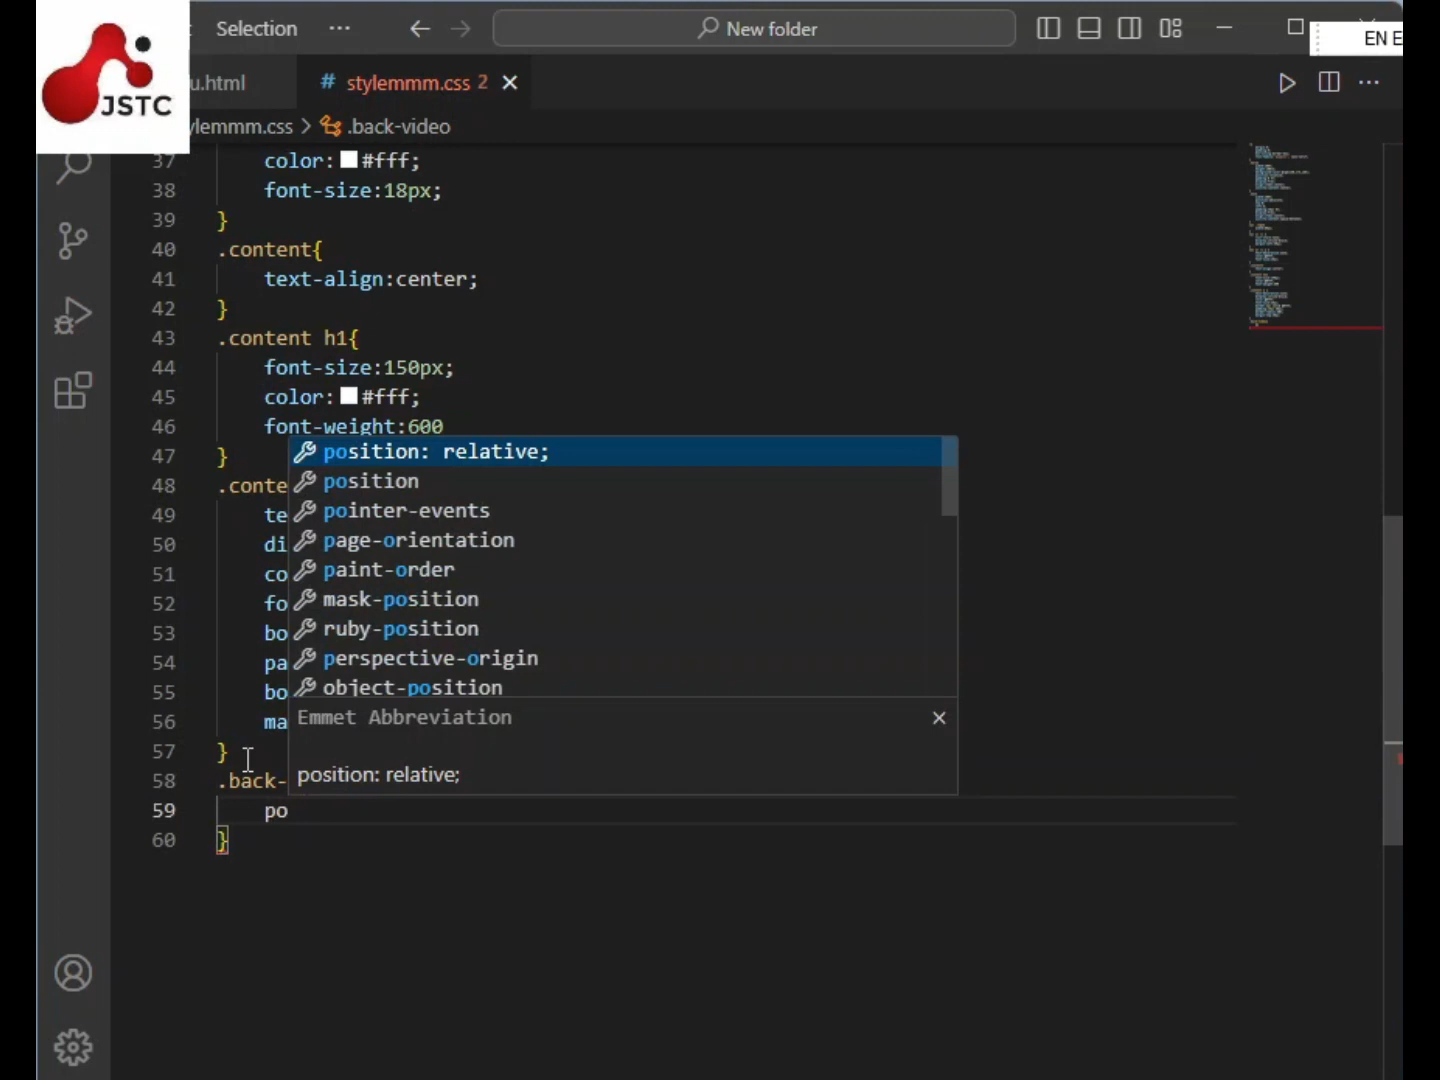 JSTC
Selection
New folder
EN E
u.html
# stylemmm.css 2
ylemmm.css > .back-video
37 color: #fff;
38 font-size:18px;
39 }
40 .content{
41 text-align:center;
42 }
43 .content h1{
44 font-size:150px;
45 color: #fff;
46 font-weight:600
47 }
48 .conte
49 te
50 di
51 co
52 fo
53 bo
54 pa
55 bo
56 ma
57 }
58 .back-
59 po
60 }
position: relative;
position
pointer-events
page-orientation
paint-order
mask-position
ruby-position
perspective-origin
object-position
Emmet Abbreviation
position: relative;